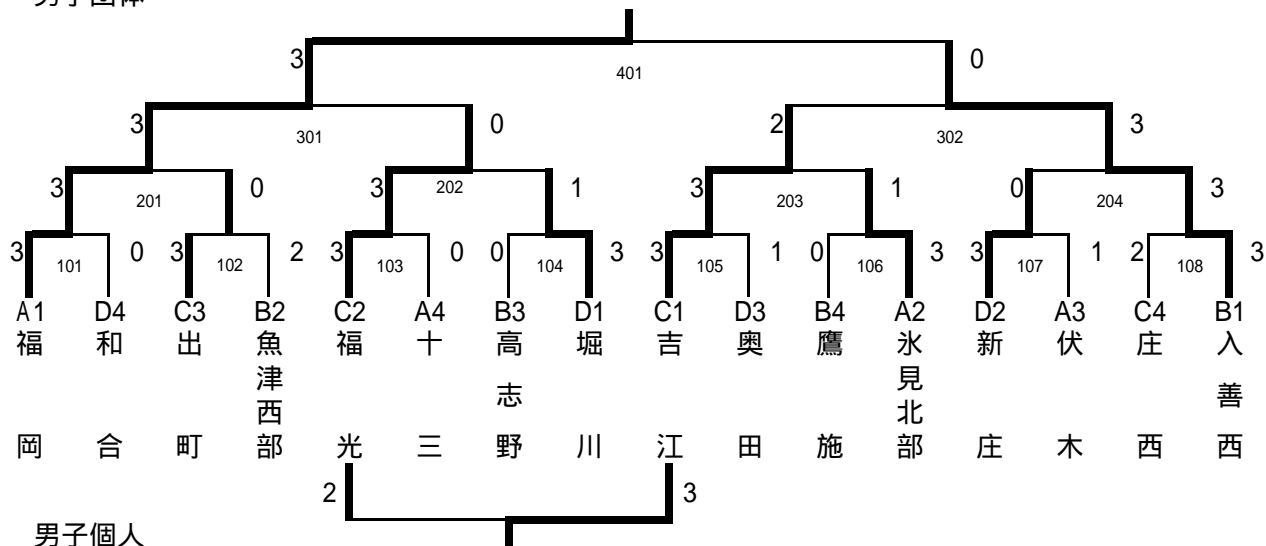 男子団体
3 401 0
3 301 0 2 302 3
3 201 0 3 202 1 3 203 1 0 204 3
3 101 0 3 102 2 3 103 0 0 104 3 3 105 1 0 106 3 3 107 1 2 108 3
A1 D4 C3 B2 C2 A4 B3 D1 C1 D3 B4 A2 D2 A3 C4 B1
福岡 和合 出町 魚津西部 福光 十三 高志野 堀川 吉江 奥田 鷹施 氷見北部 新庄 伏木 庄西 入善西
2 3
男子個人